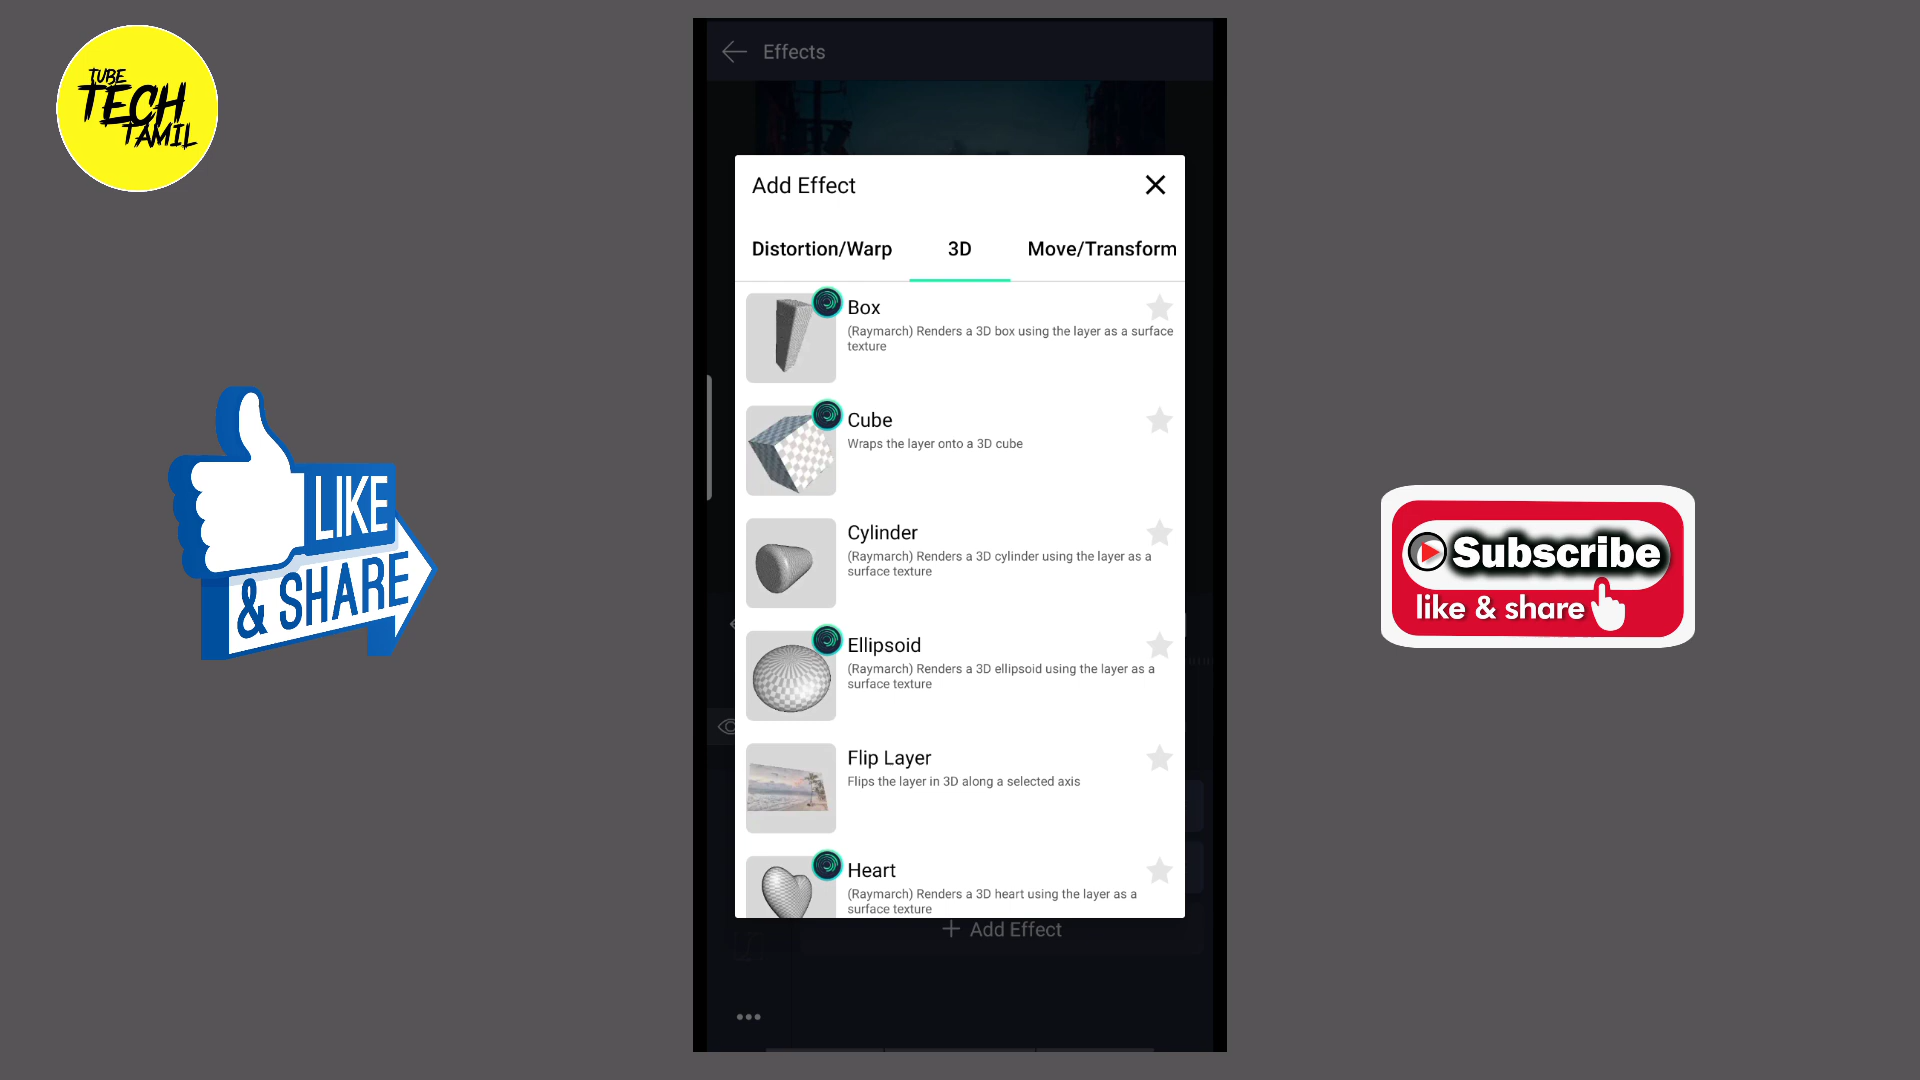 TUBE
TECH
TAMIL
Effects
Add Effect
Distortion/Warp
3D
Move/Transform
Box
(Raymarch) Renders a 3D box using the layer as a surface
texture
Cube
Wraps the layer onto a 3D cube
Cylinder
(Raymarch) Renders a 3D cylinder using the layer as a
surface texture
Ellipsoid
(Raymarch) Renders a 3D ellipsoid using the layer as a
surface texture
Flip Layer
Flips the layer in 3D along a selected axis
Heart
(Raymarch) Renders a 3D heart using the layer as a
surface texture
+ Add Effect
LIKE
& SHARE
Subscribe
like & share